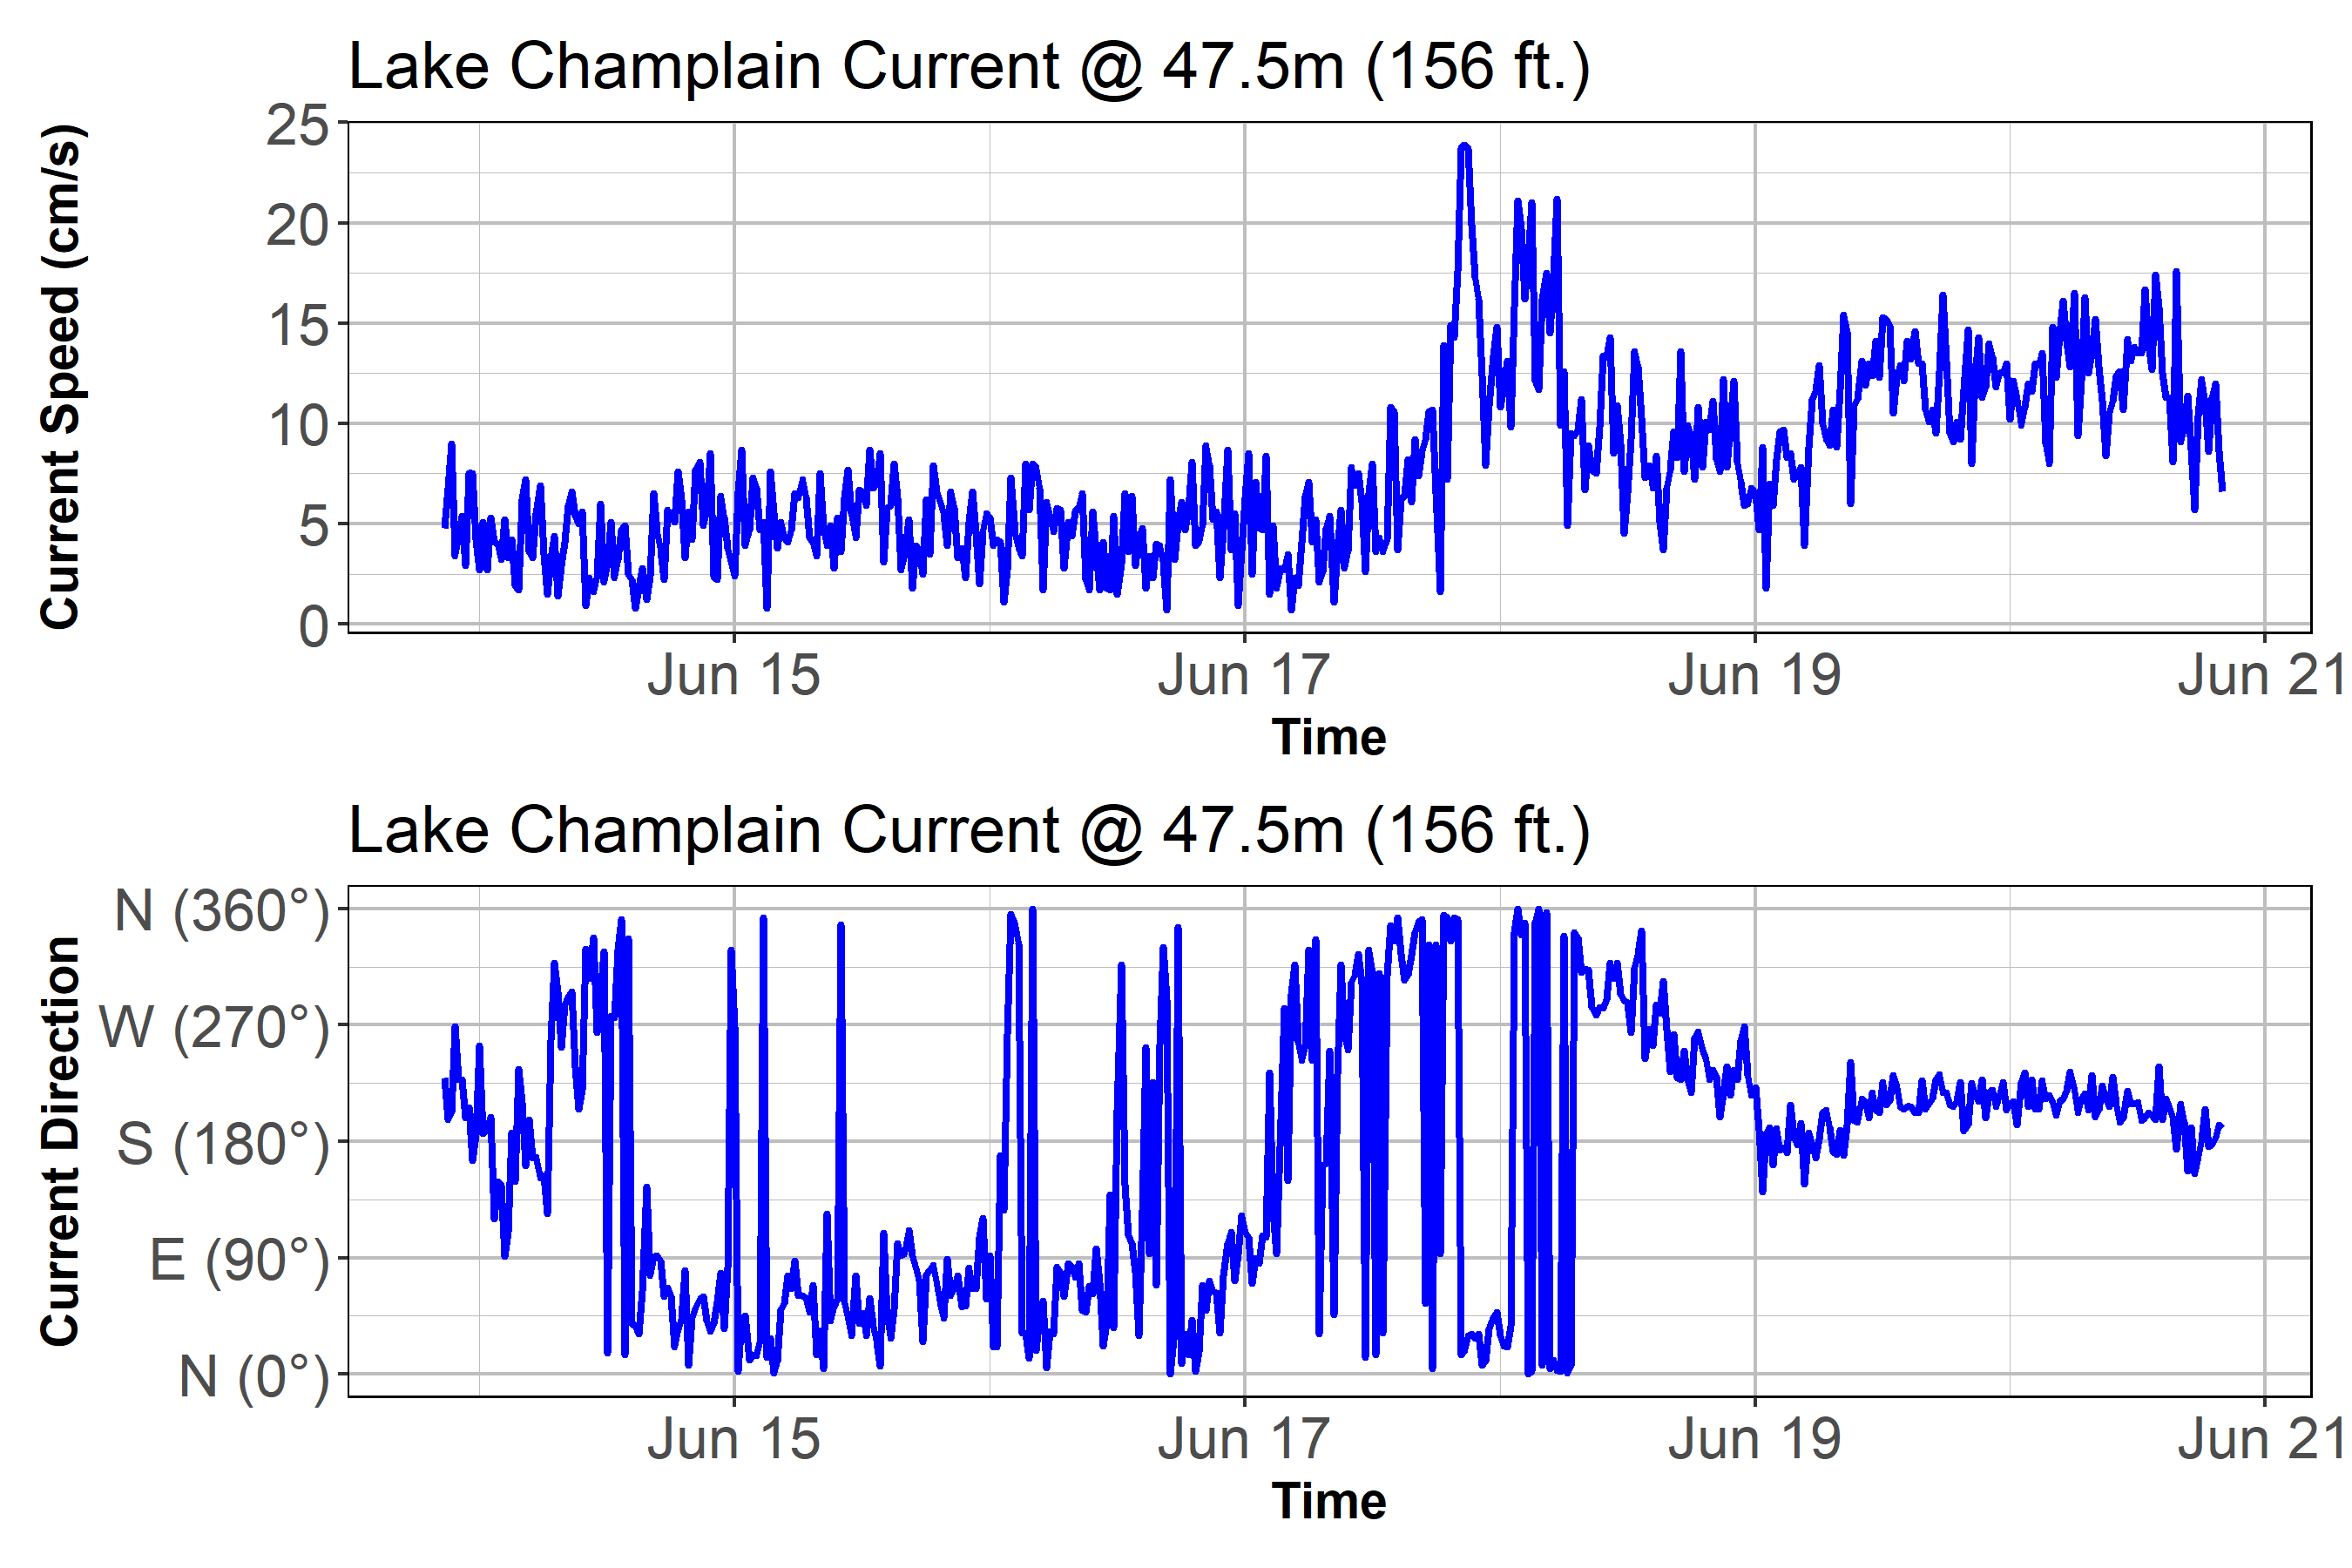 Lake Champlain Current @ 47.5m (156 ft.)
Current Speed (cm/s)
25
20
15
10
5
0
Jun 15 Jun 17 Jun 19 Jun 21
Time
Lake Champlain Current @ 47.5m (156 ft.)
Current Direction
N (360°)
W (270°)
S (180°)
E (90°)
N (0°)
Jun 15 Jun 17 Jun 19 Jun 21
Time